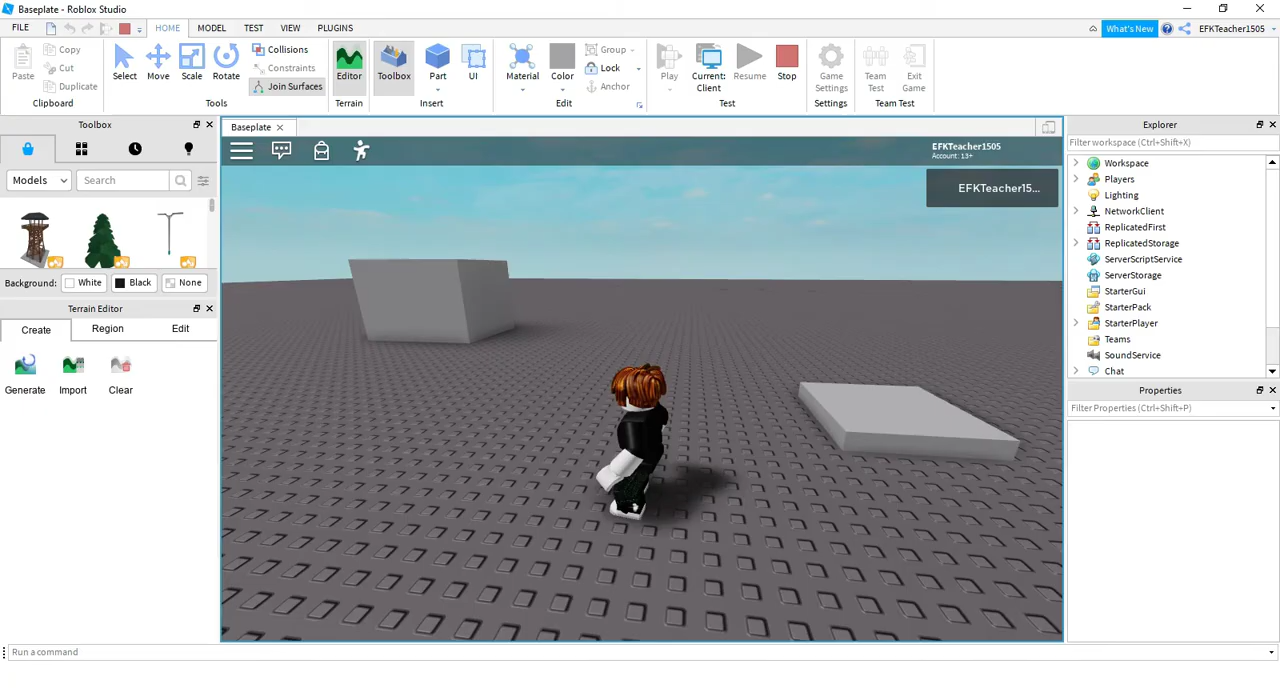 Baseplate - Roblox Studio
FILE HOME MODEL TEST VIEW PLUGINS What's New EFKTeacher1505
Paste Copy Cut Duplicate Clipboard
Select Move Scale Rotate Collisions Constraints Join Surfaces Tools
Editor Terrain
Toolbox Part UI Insert
Material Color Group Lock Anchor Edit
Play Current: Client Resume Stop Test
Game Settings Settings
Team Test Exit Game Team Test
Toolbox
Models Search
Background: White Black None
Terrain Editor
Create Region Edit
Generate Import Clear
Baseplate
EFKTeacher1505
Account: 13+
EFKTeacher15...
Explorer
Filter workspace (Ctrl+Shift+X)
Workspace
Players
Lighting
NetworkClient
ReplicatedFirst
ReplicatedStorage
ServerScriptService
ServerStorage
StarterGui
StarterPack
StarterPlayer
Teams
SoundService
Chat
Properties
Filter Properties (Ctrl+Shift+P)
Run a command